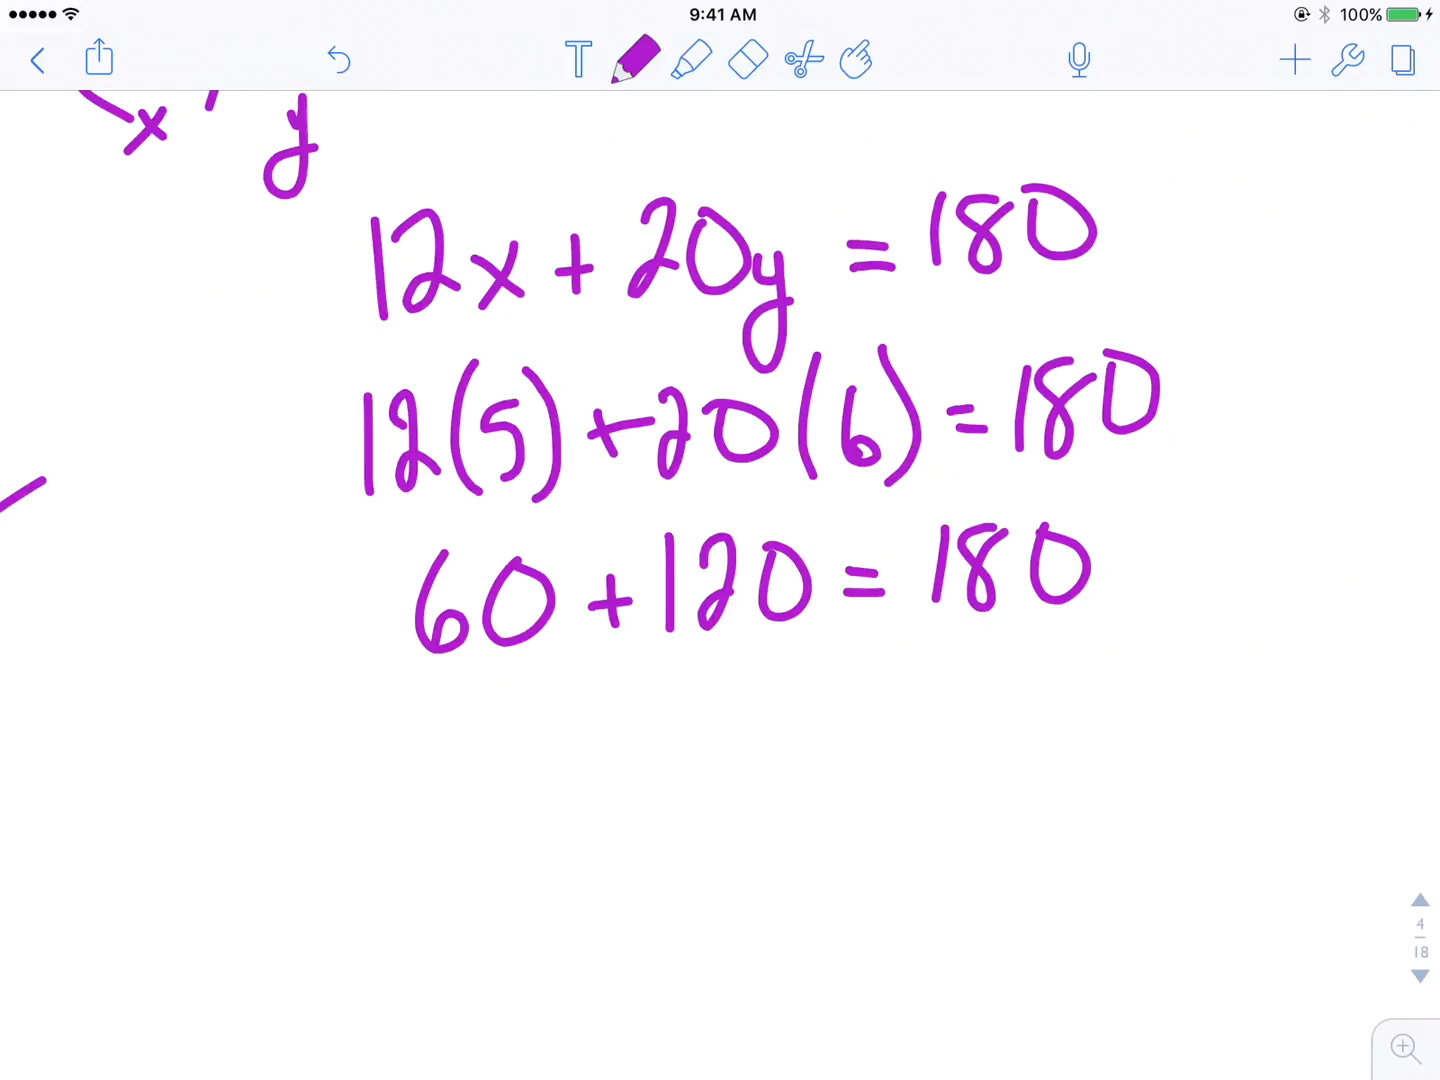 9:41 AM 100%
T
x y
12x + 20y = 180
12(5) + 20(6) = 180
60 + 120 = 180
4
18